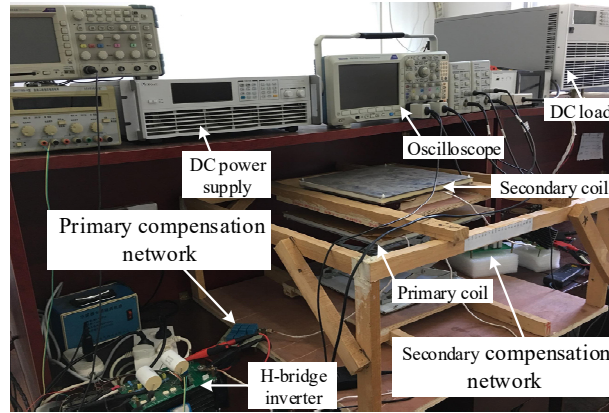 DC load
Oscilloscope
DC power
supply
Secondary coil
Primary compensation
network
Primary coil
Secondary compensation
network
H-bridge
inverter